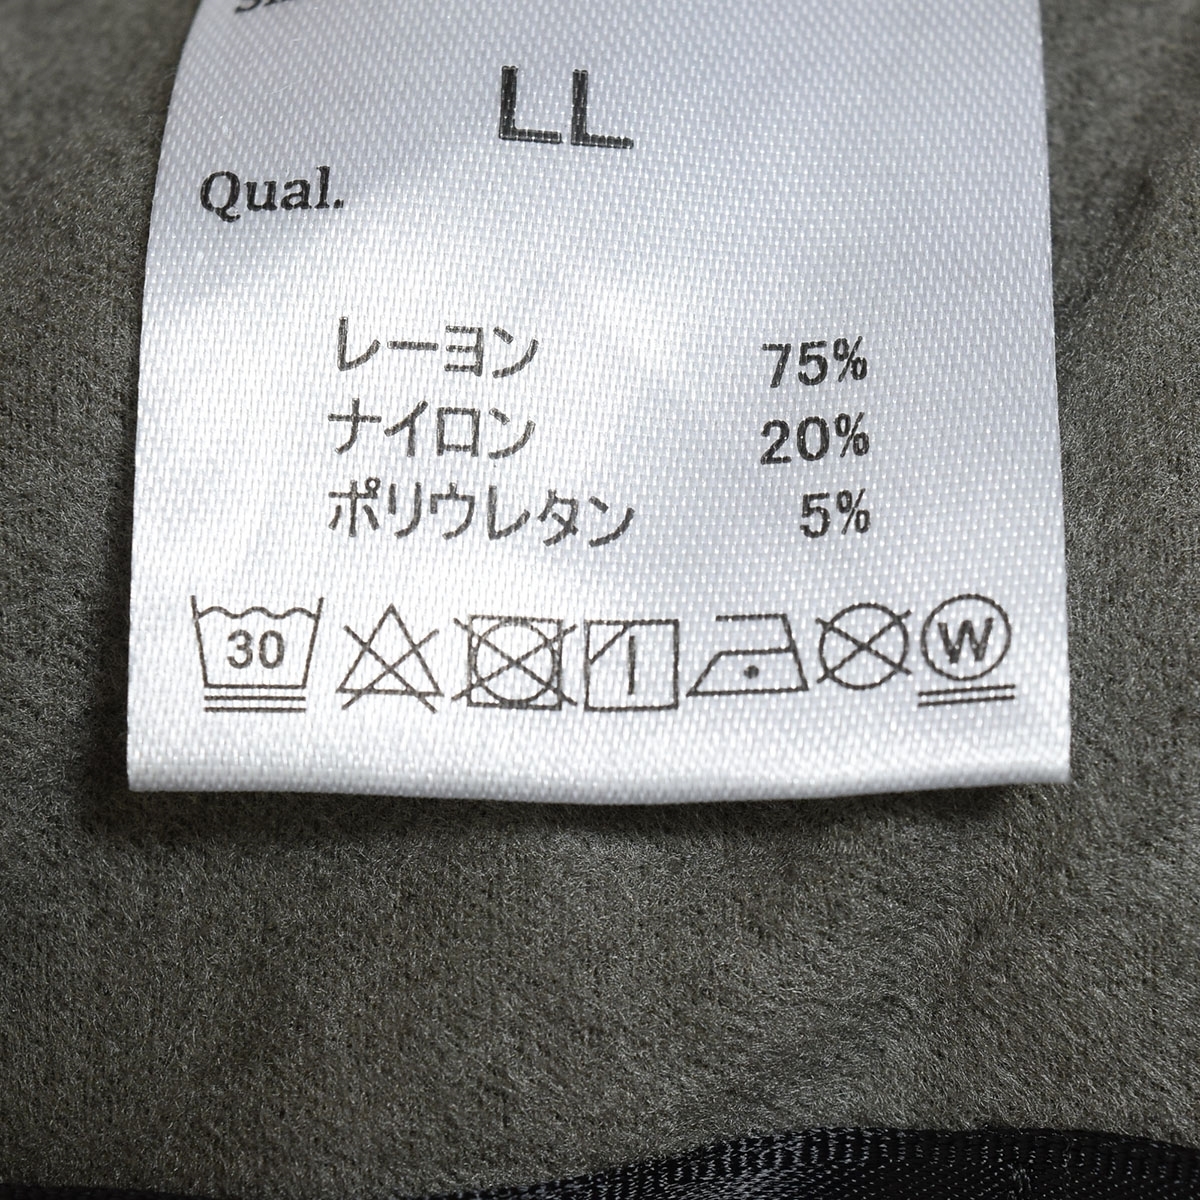 LL
Qual.
レーヨン 75%
ナイロン 20%
ポリウレタン 5%
30 W